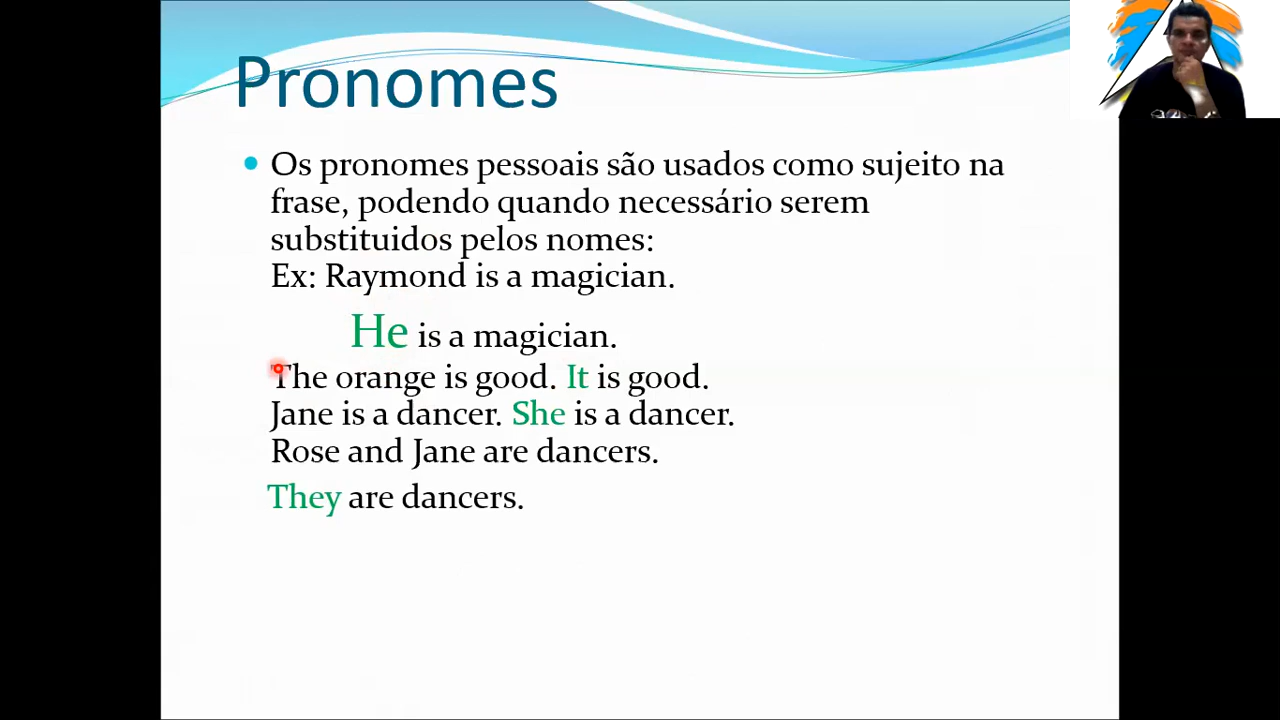 Pronomes
Os pronomes pessoais são usados como sujeito na
frase, podendo quando necessário serem
substituidos pelos nomes:
Ex: Raymond is a magician.
He is a magician.
The orange is good. It is good.
Jane is a dancer. She is a dancer.
Rose and Jane are dancers.
They are dancers.